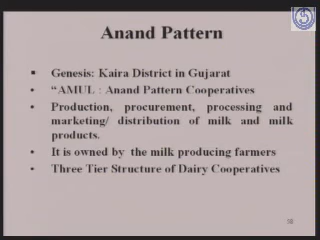 Anand Pattern
▪ Genesis: Kaira District in Gujarat
• “AMUL : Anand Pattern Cooperatives
• Production, procurement, processing and
marketing/ distribution of milk and milk
products.
• It is owned by the milk producing farmers
• Three Tier Structure of Dairy Cooperatives